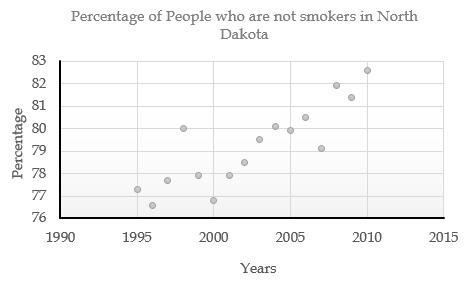 Percentage of People who are not smokers in North
Dakota
83
82
81
80
79
78
77
76
Percentage
1990 1995 2000 2005 2010 2015
Years